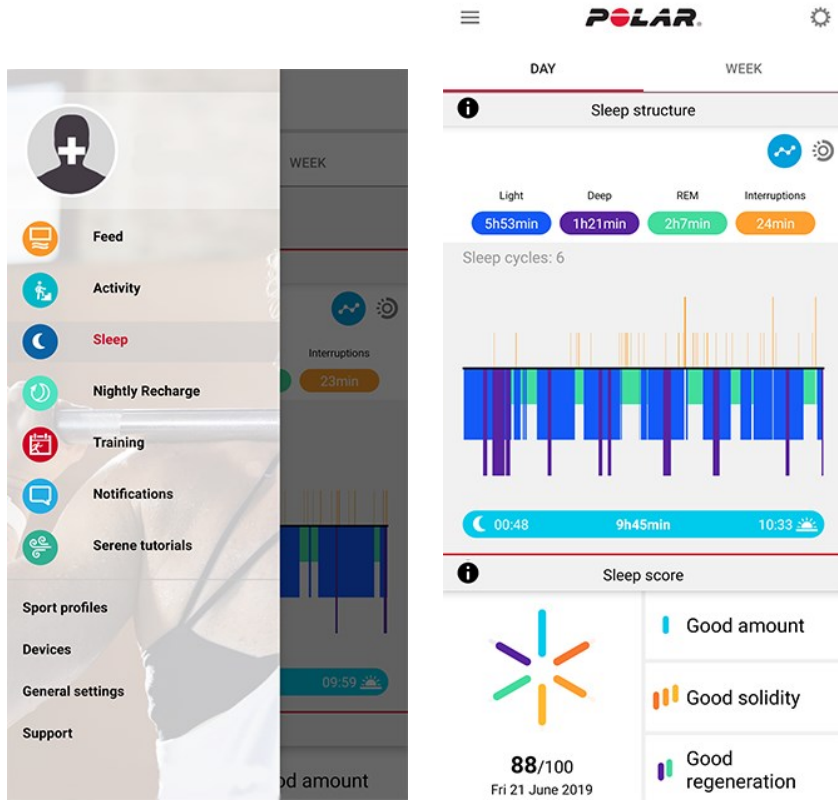 WEEK
Feed
Activity
Sleep
Interruptions
23min
Nightly Recharge
Training
Notifications
Serene tutorials
Sport profiles
Devices
General settings
09:59
Support
od amount
POLAR
DAY WEEK
Sleep structure
Light Deep REM Interruptions
5h53min 1h21min 2h7min 24min
Sleep cycles: 6
00:48 9h45min 10:33
Sleep score
Good amount
Good solidity
Good
regeneration
88/100
Fri 21 June 2019